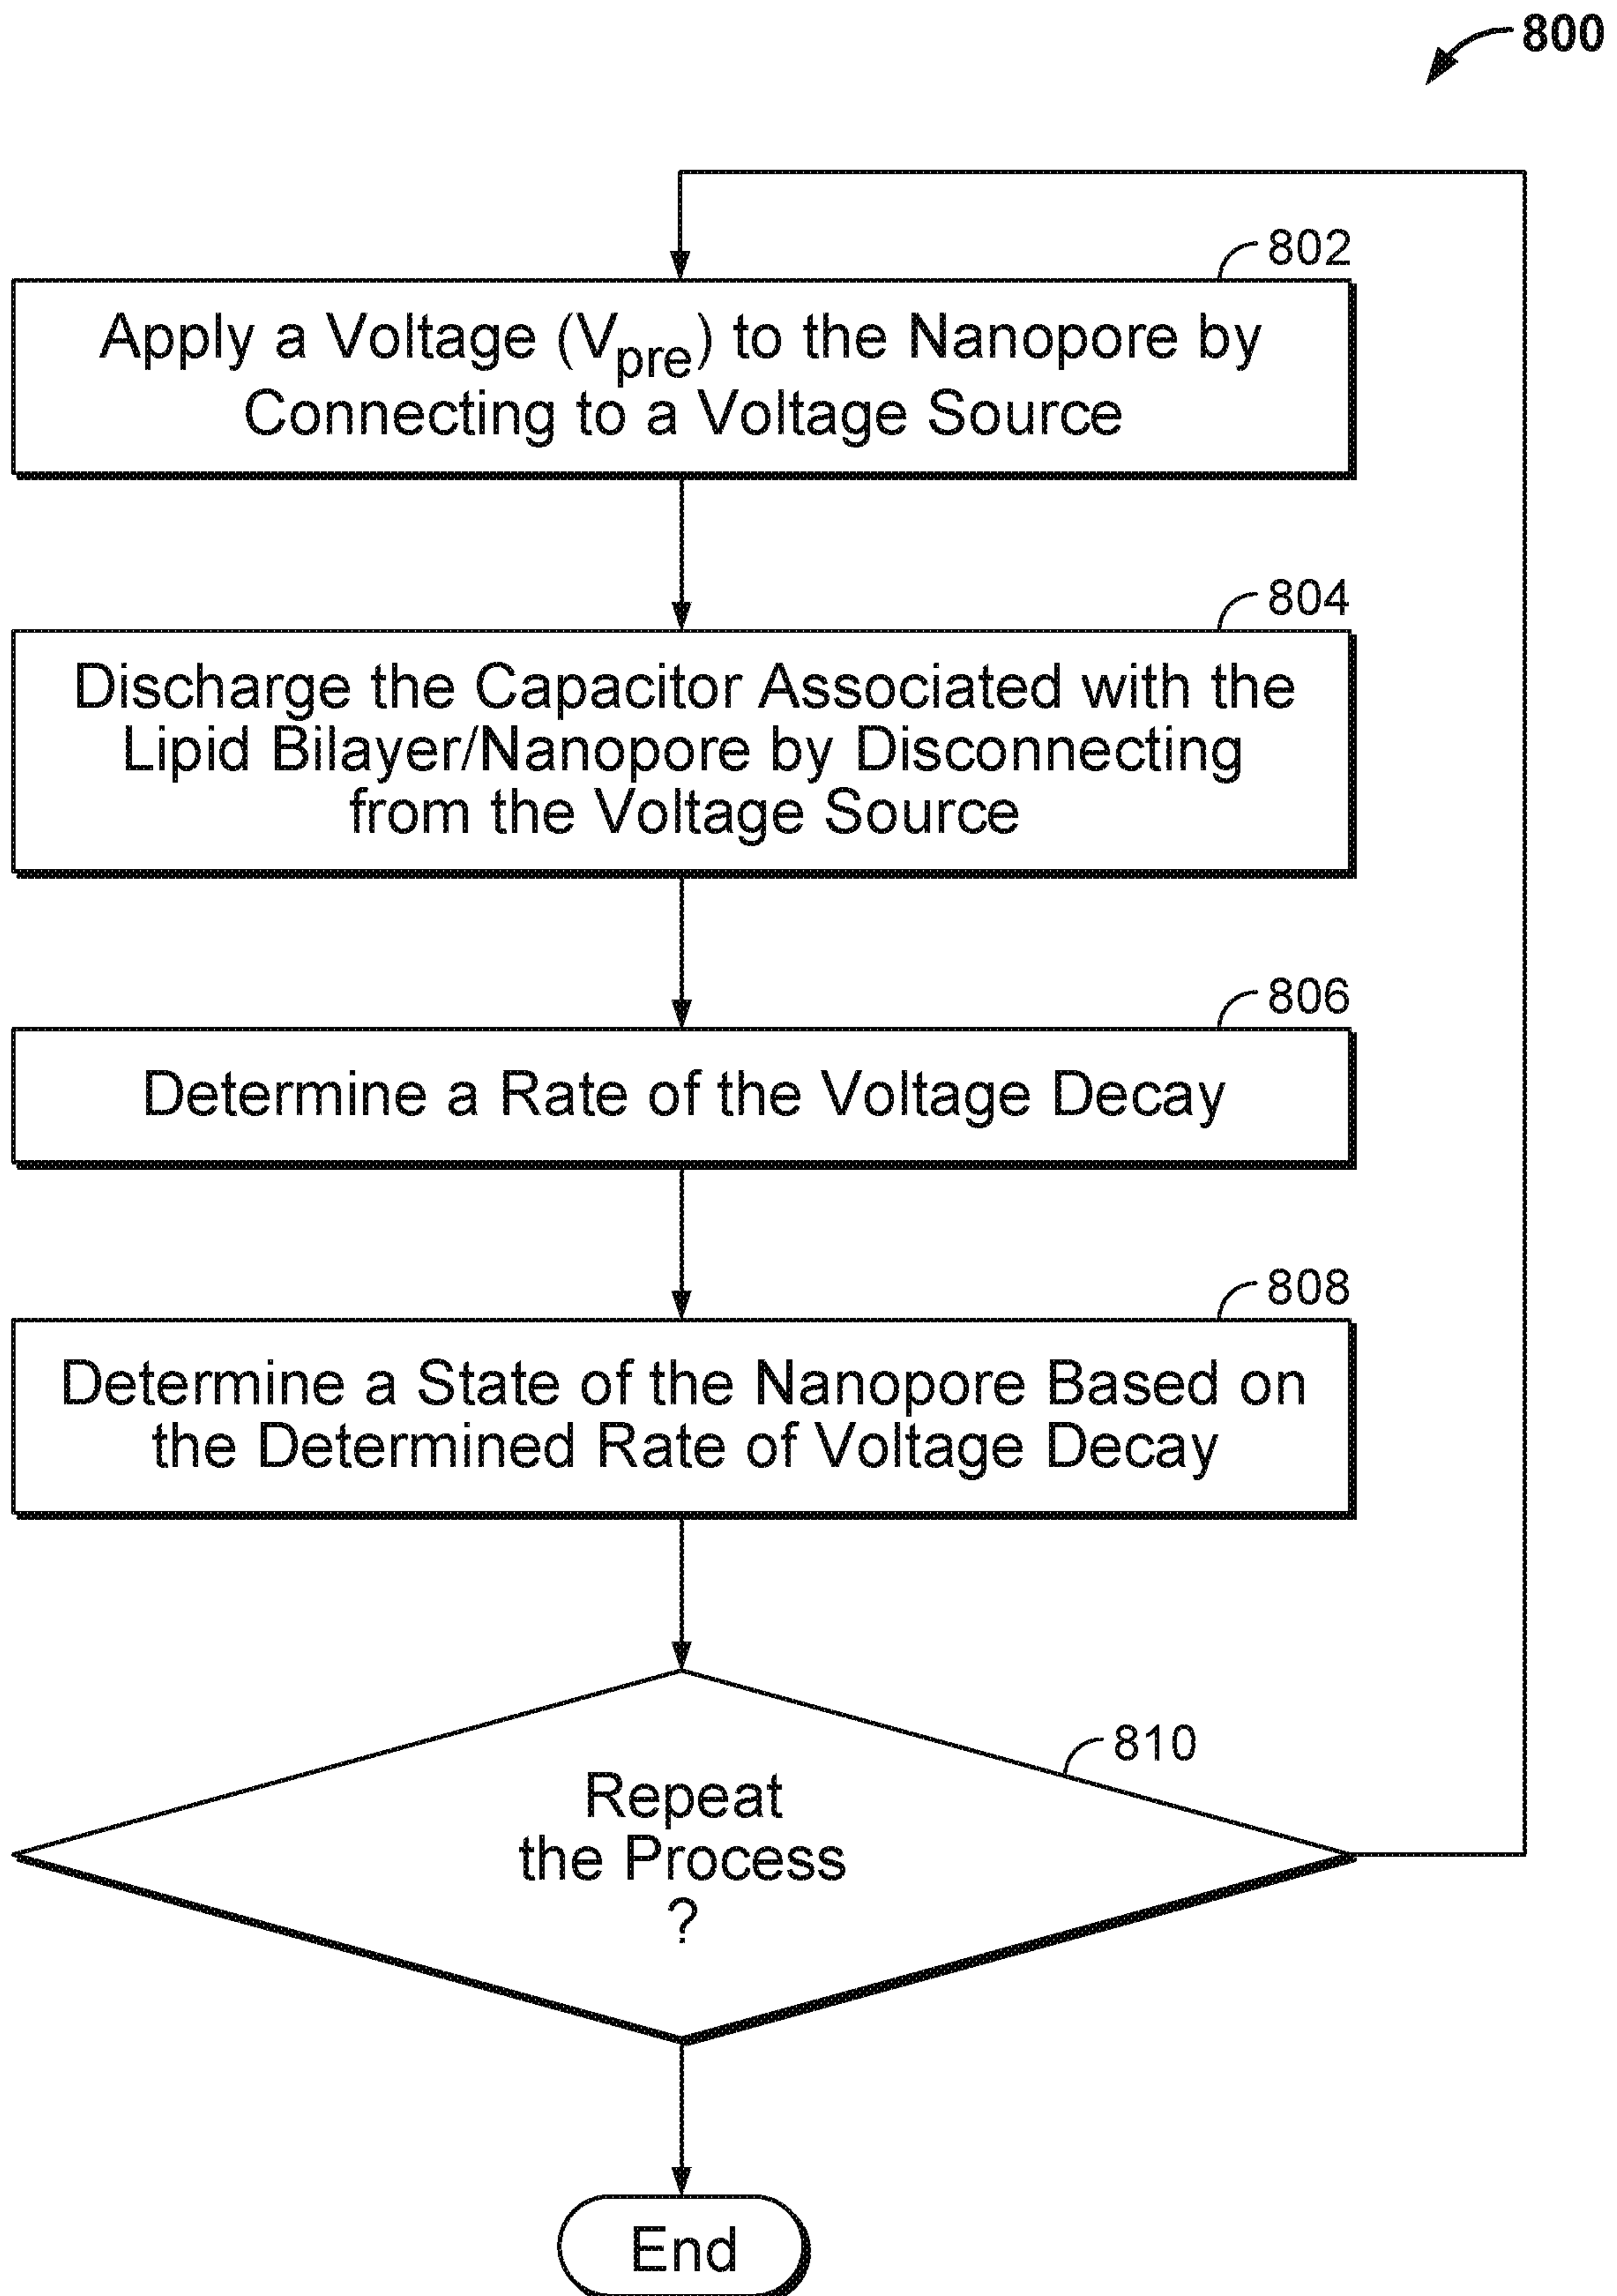 800
802
Apply a Voltage (Vpre) to the Nanopore by
Connecting to a Voltage Source
804
Discharge the Capacitor Associated with the
Lipid Bilayer/Nanopore by Disconnecting
from the Voltage Source
806
Determine a Rate of the Voltage Decay
808
Determine a State of the Nanopore Based on
the Determined Rate of Voltage Decay
810
Repeat
the Process
?
End